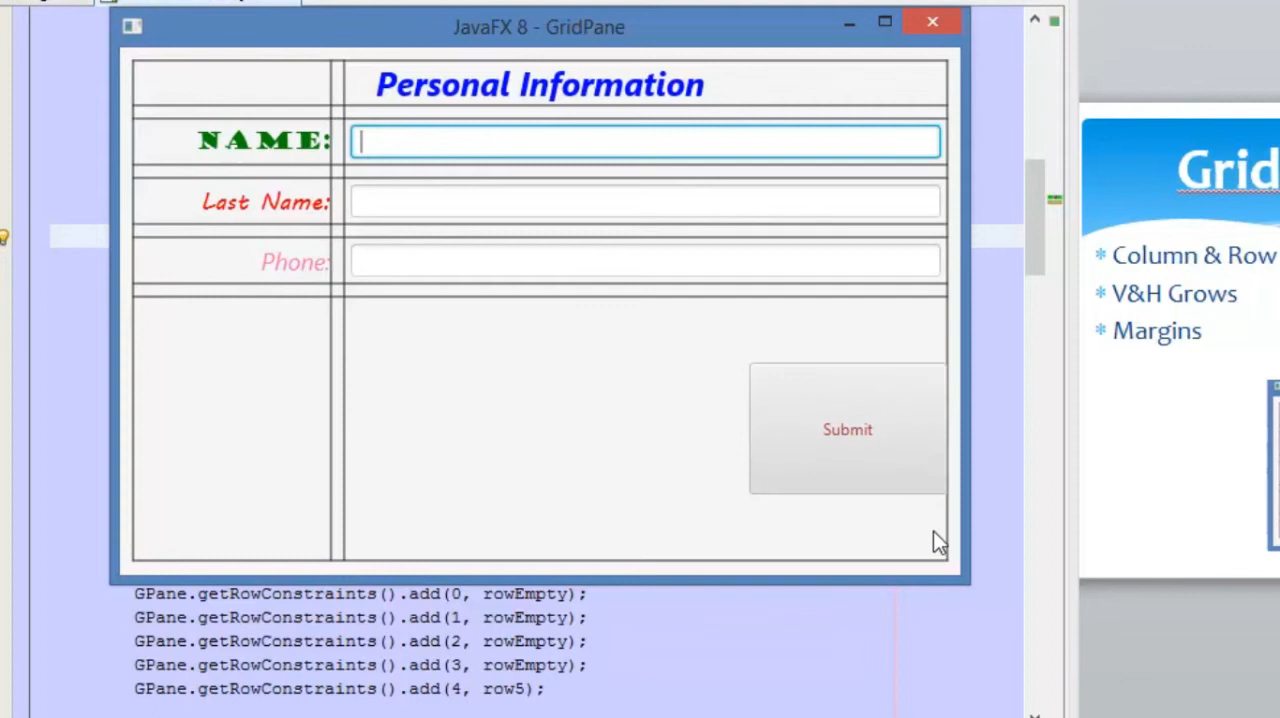 JavaFX 8 - GridPane
Personal Information
NAME:
Last Name:
Phone:
Submit
GPane.getRowConstraints().add(0, rowEmpty);
GPane.getRowConstraints().add(1, rowEmpty);
GPane.getRowConstraints().add(2, rowEmpty);
GPane.getRowConstraints().add(3, rowEmpty);
GPane.getRowConstraints().add(4, row5);
Grid
* Column & Row
* V&H Grows
* Margins